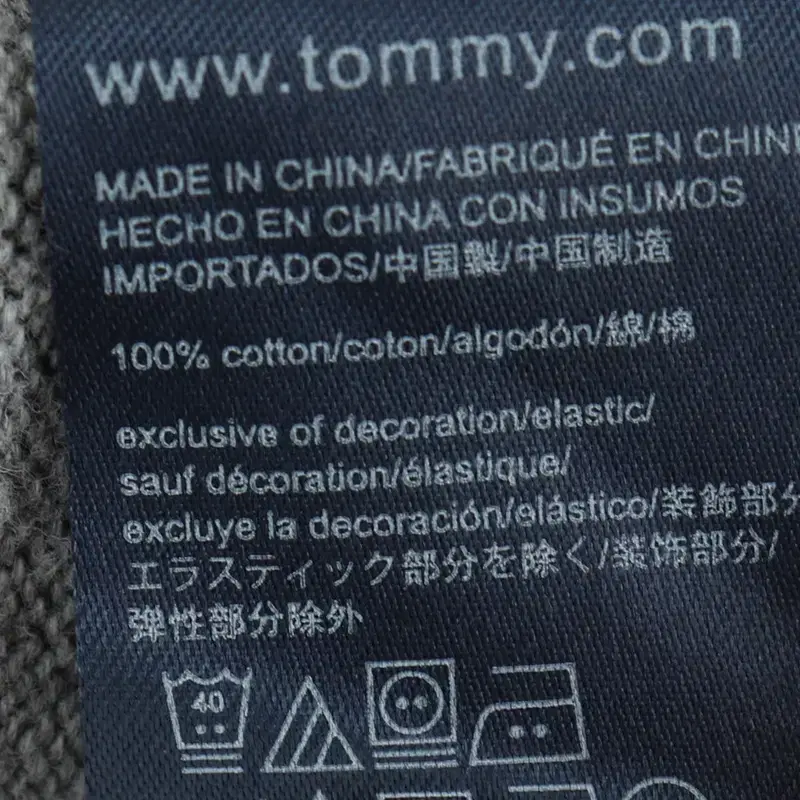 www.tommy.com
MADE IN CHINA/FABRIQUÉ EN CHINE
HECHO EN CHINA CON INSUMOS
IMPORTADOS/中国製/中国制造
100% cotton/coton/algodón/綿/棉
exclusive of decoration/elastic/
sauf décoration/élastique/
excluye la decoración/elástico/装飾部分
エラスティック部分を除く/装饰部分/
弹性部分除外
40